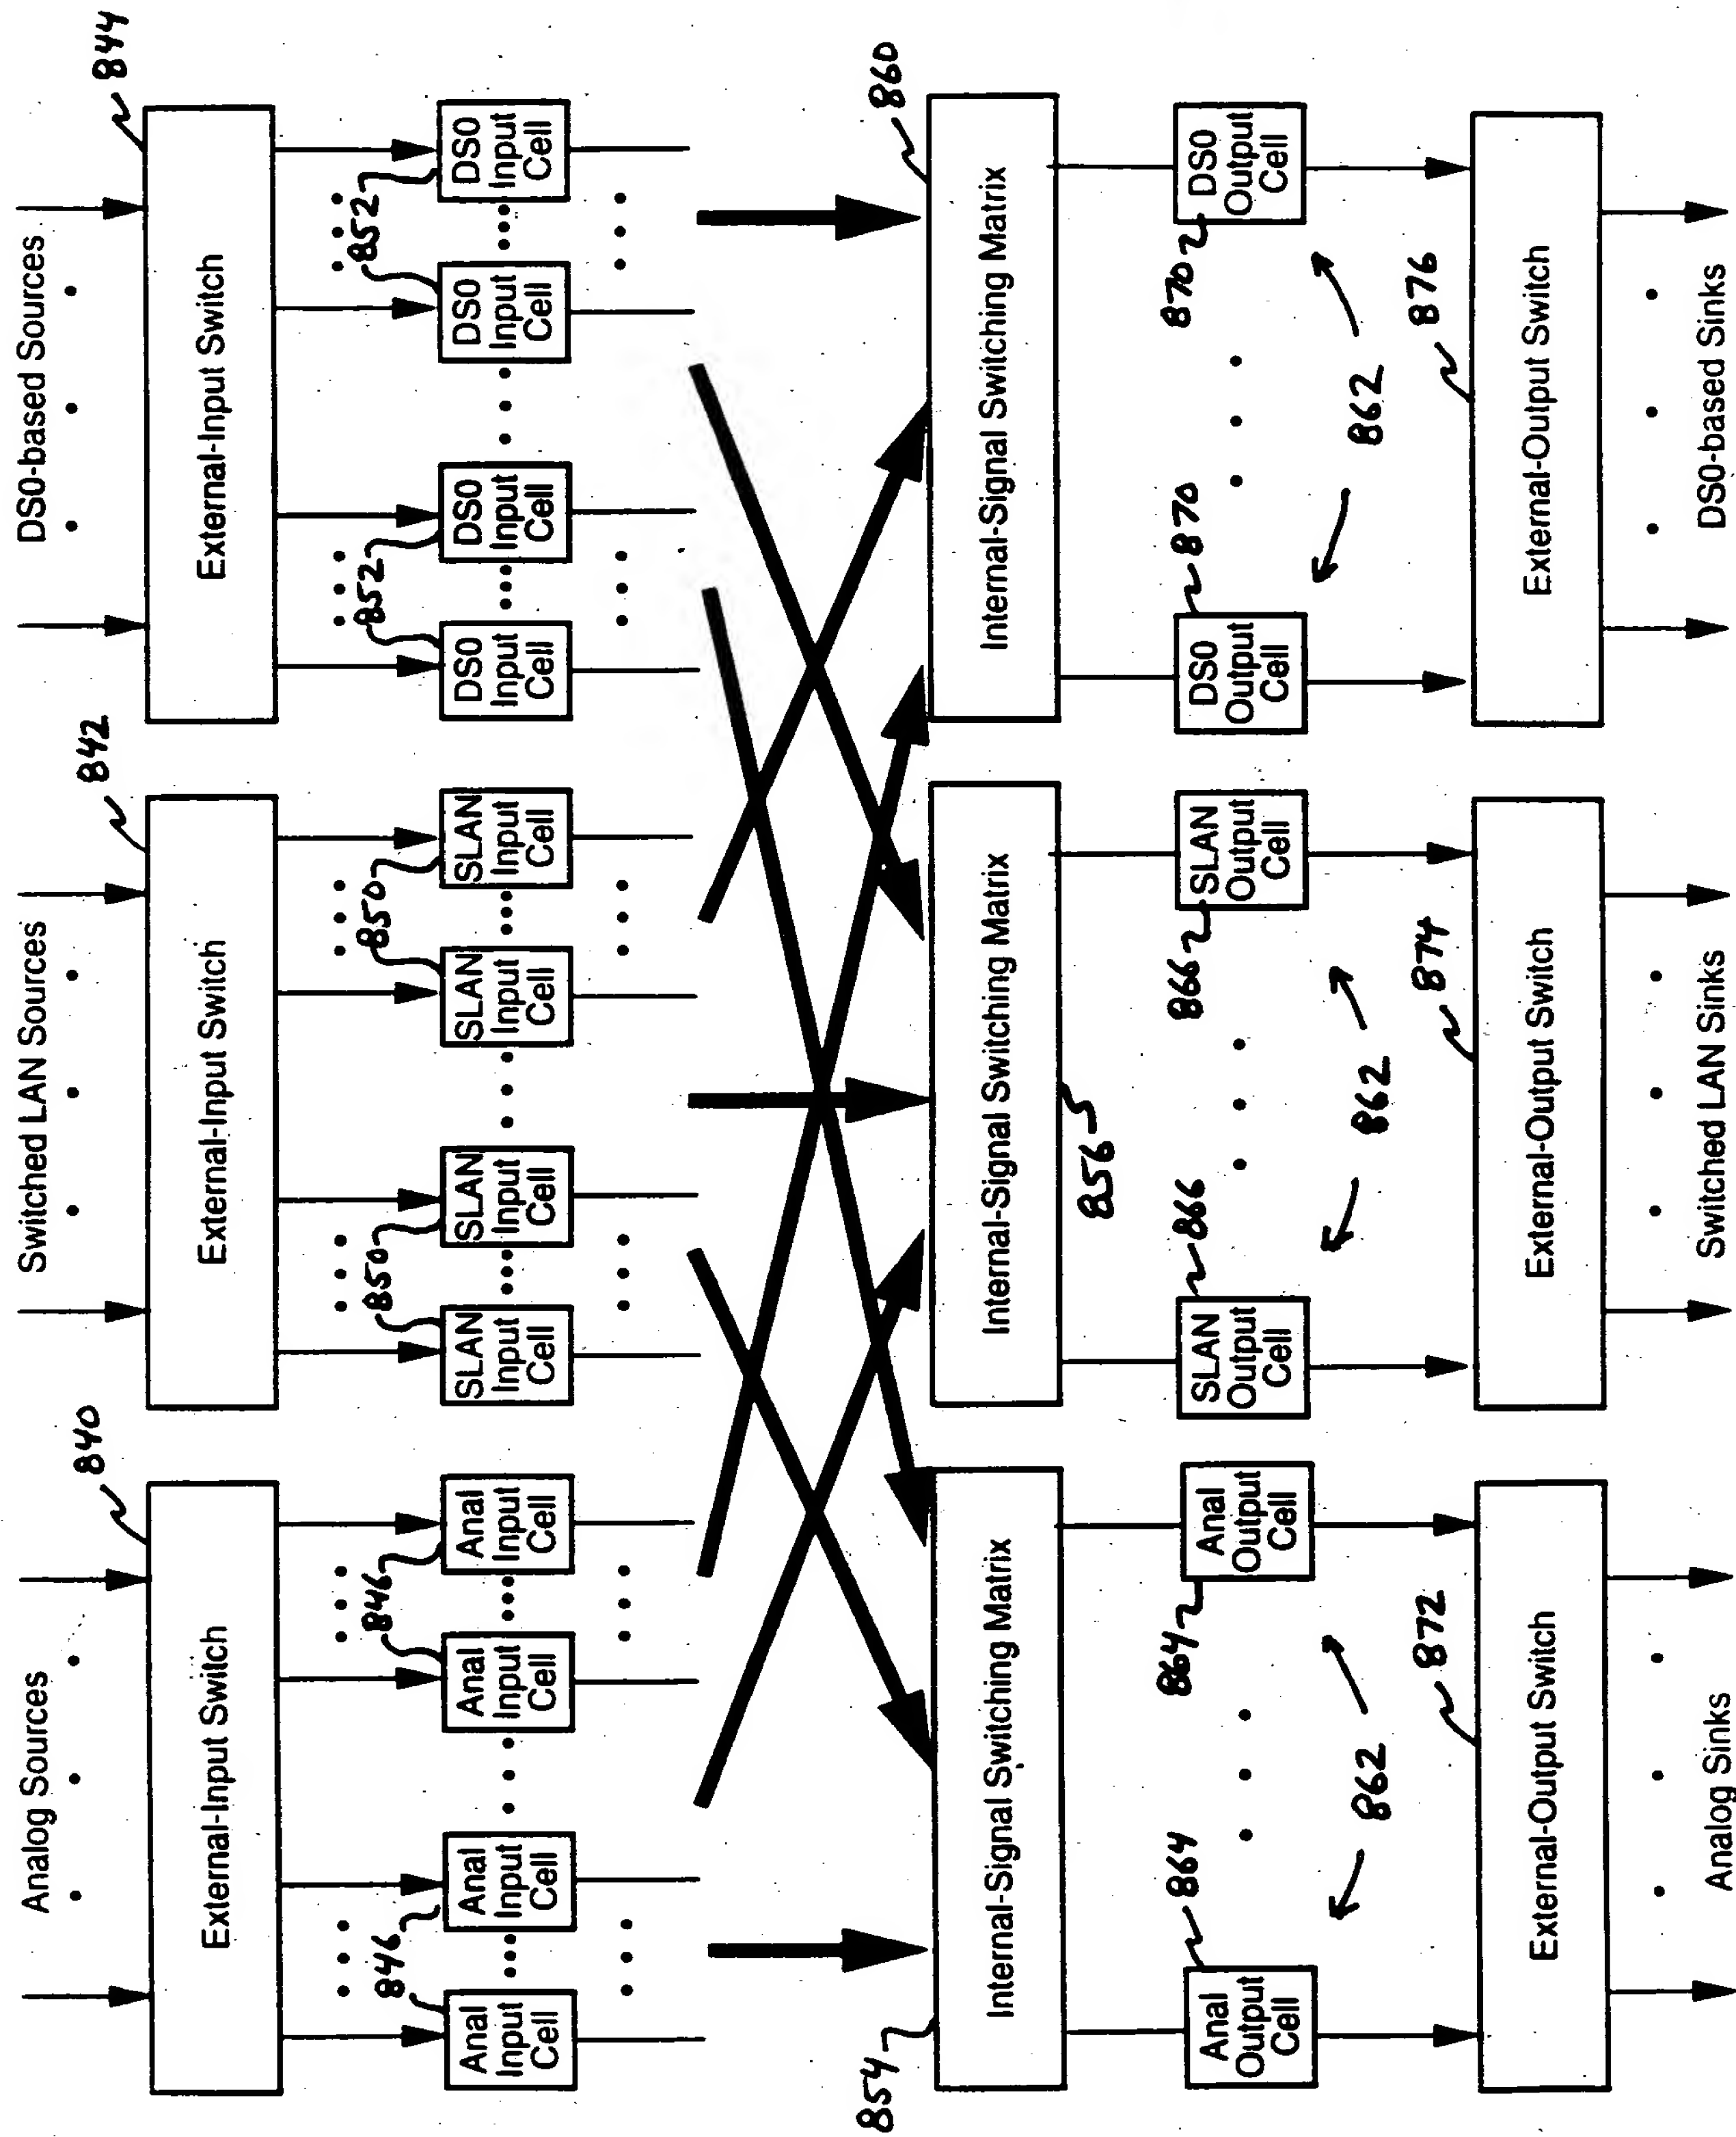 Analog Sources
Switched LAN Sources
DS0-based Sources
840
842
844
External-Input Switch
External-Input Switch
External-Input Switch
846
846
850
850
852
852
Anal
Input
Cell
Anal
Input
Cell
Anal
Input
Cell
Anal
Input
Cell
SLAN
Input
Cell
SLAN
Input
Cell
SLAN
Input
Cell
SLAN
Input
Cell
DS0
Input
Cell
DS0
Input
Cell
DS0
Input
Cell
DS0
Input
Cell
854
860
Internal-Signal Switching Matrix
Internal-Signal Switching Matrix
Internal-Signal Switching Matrix
856
864
864
866
866
870
870
Anal
Output
Cell
Anal
Output
Cell
SLAN
Output
Cell
SLAN
Output
Cell
DS0
Output
Cell
DS0
Output
Cell
862
862
862
872
874
876
External-Output Switch
External-Output Switch
External-Output Switch
Analog Sinks
Switched LAN Sinks
DS0-based Sinks